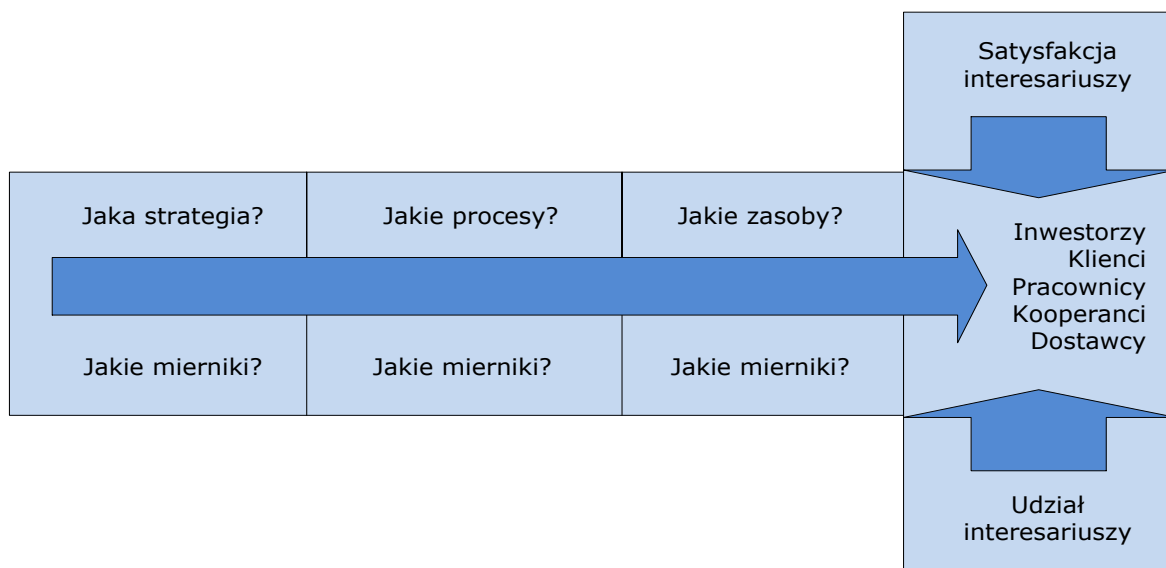 Satysfakcja
interesariuszy
Jaka strategia?
Jakie procesy?
Jakie zasoby?
Inwestorzy
Klienci
Pracownicy
Kooperanci
Dostawcy
Jakie mierniki?
Jakie mierniki?
Jakie mierniki?
Udział
interesariuszy